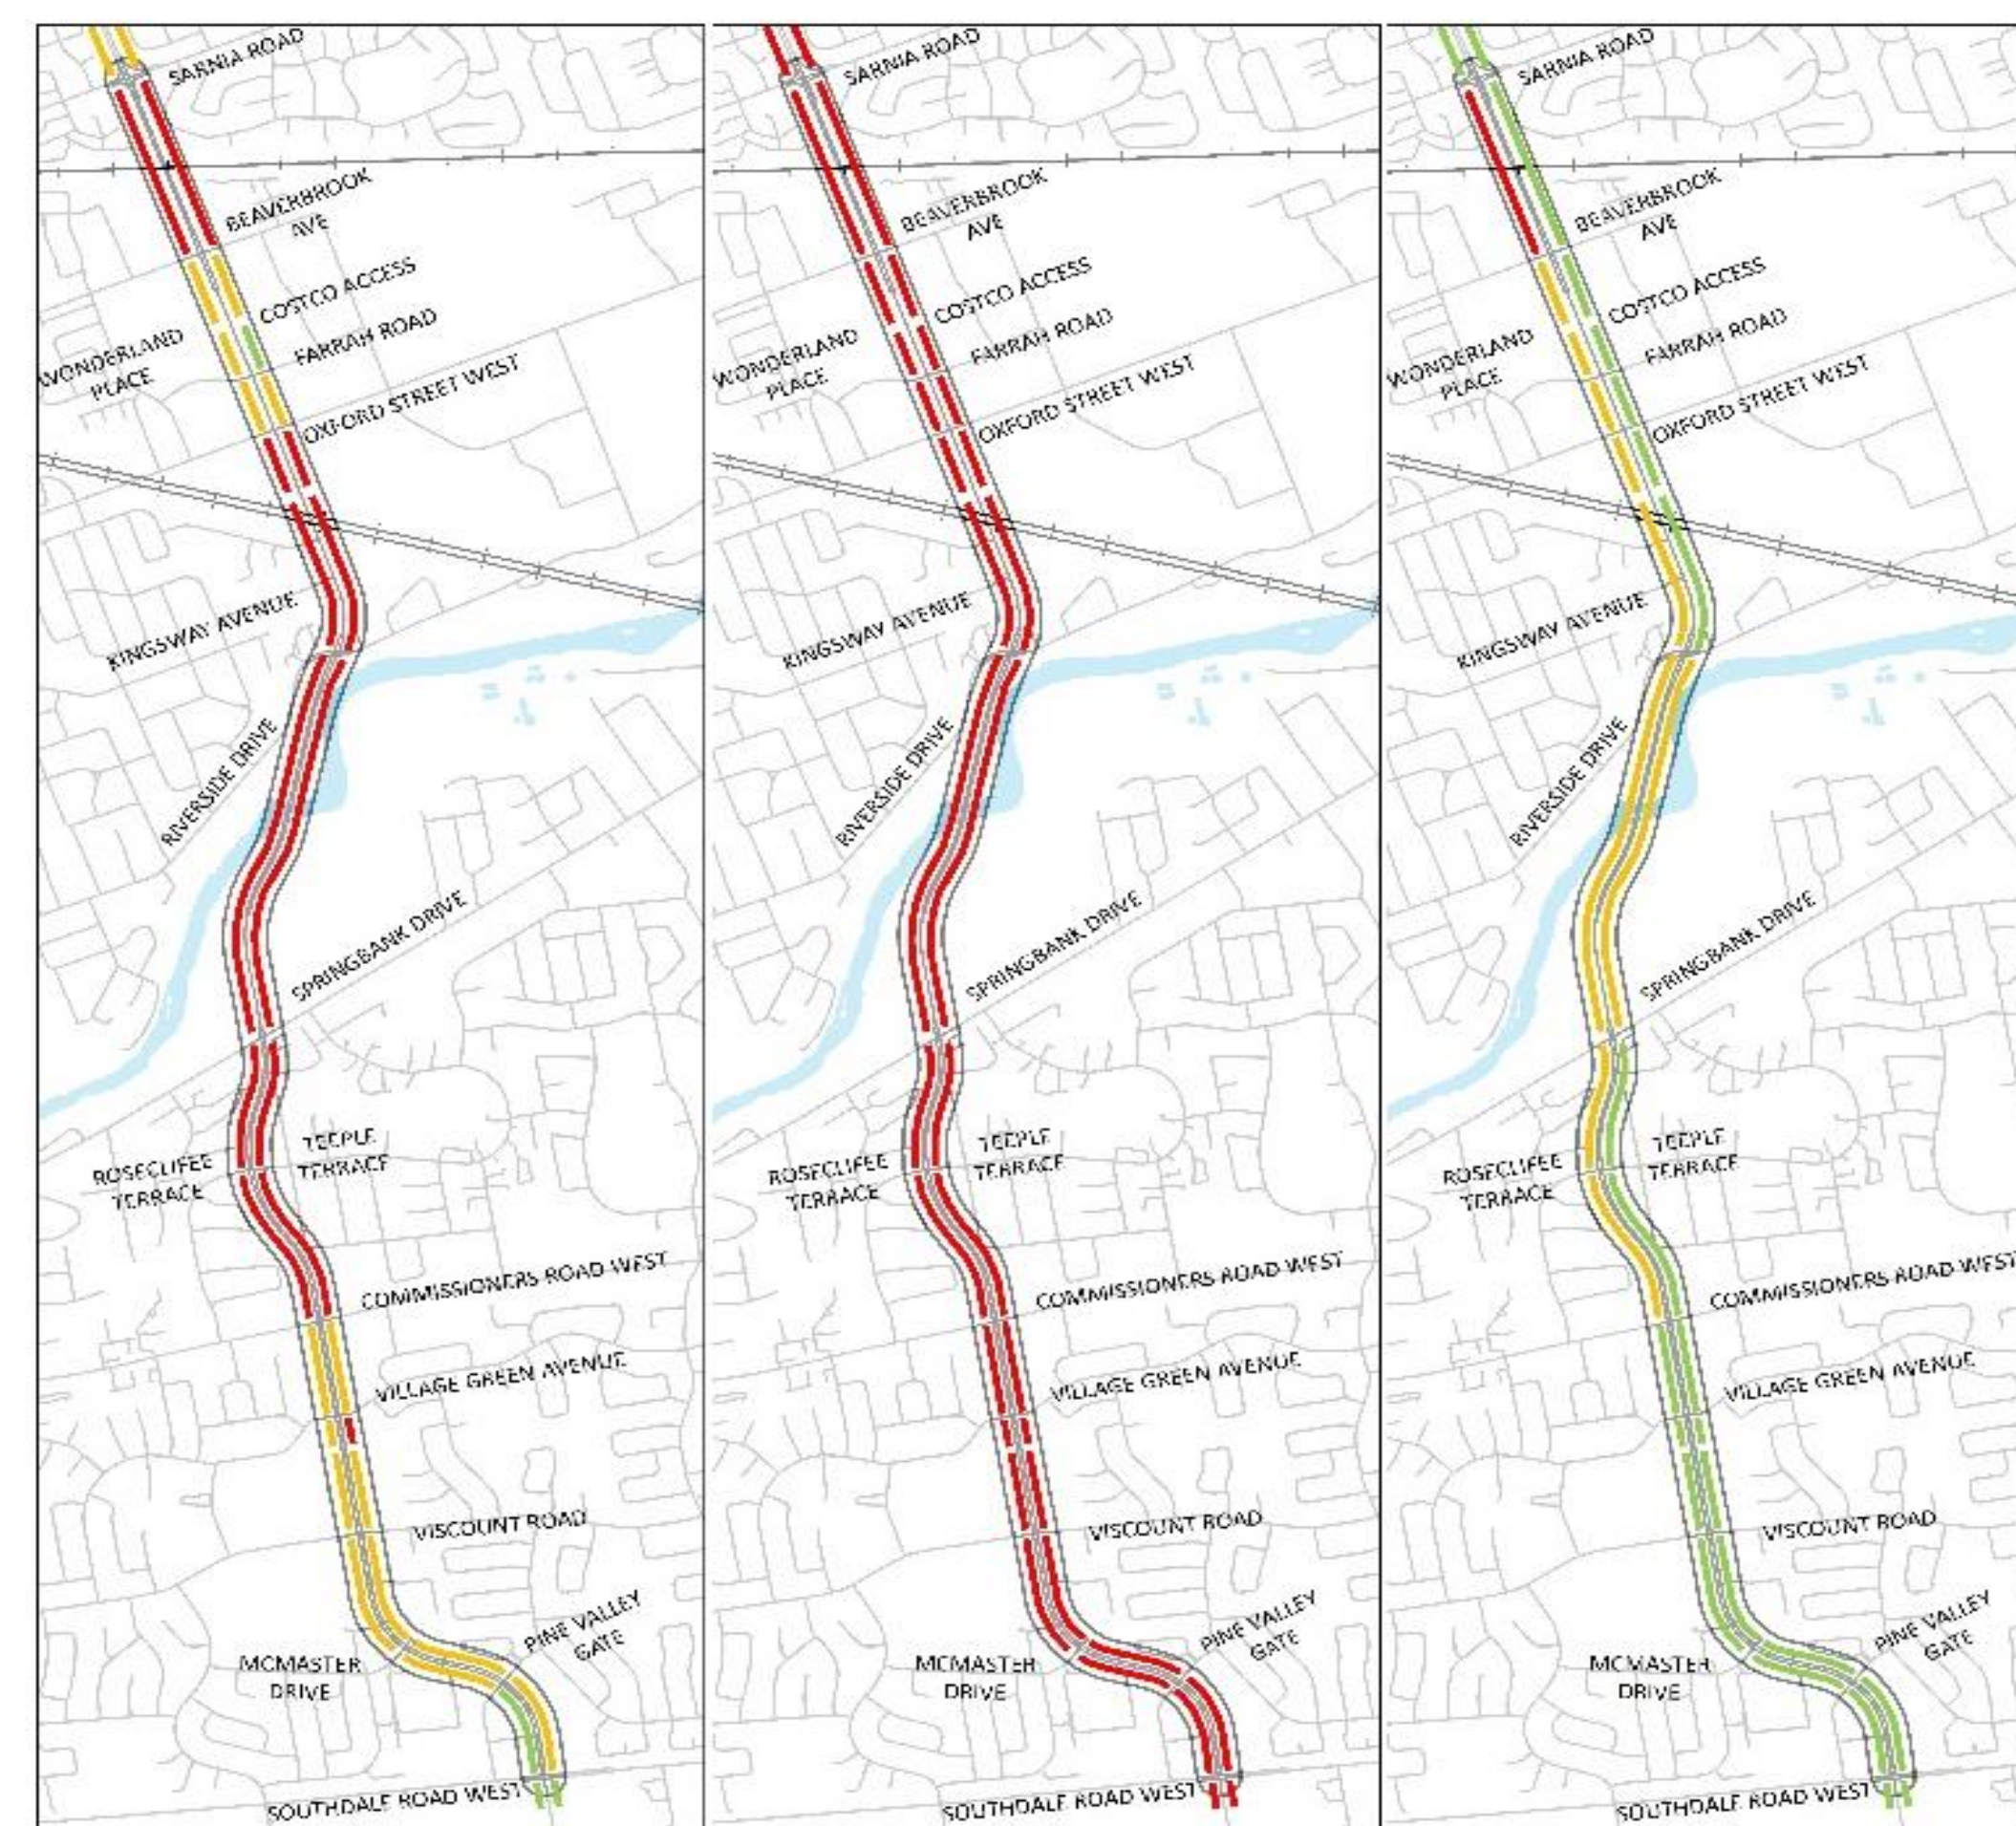 SARNIA ROAD
BEAVERBROOK
AVE
COSTCO ACCESS
FARRAH ROAD
WONDERLAND
PLACE
OXFORD STREET WEST
KINGSWAY AVENUE
RIVERSIDE DRIVE
SPRINGBANK DRIVE
TEEPLE
TERRACE
ROSECLIFFE
TERRACE
COMMISSIONERS ROAD WEST
VILLAGE GREEN AVENUE
VISCOUNT ROAD
PINE VALLEY
GATE
MCMASTER
DRIVE
SOUTHDALE ROAD WEST
SARNIA ROAD
BEAVERBROOK
AVE
COSTCO ACCESS
FARRAH ROAD
WONDERLAND
PLACE
OXFORD STREET WEST
KINGSWAY AVENUE
RIVERSIDE DRIVE
SPRINGBANK DRIVE
TEEPLE
TERRACE
ROSECLIFFE
TERRACE
COMMISSIONERS ROAD WEST
VILLAGE GREEN AVENUE
VISCOUNT ROAD
PINE VALLEY
GATE
MCMASTER
DRIVE
SOUTHDALE ROAD WEST
SARNIA ROAD
BEAVERBROOK
AVE
COSTCO ACCESS
FARRAH ROAD
WONDERLAND
PLACE
OXFORD STREET WEST
KINGSWAY AVENUE
RIVERSIDE DRIVE
SPRINGBANK DRIVE
TEEPLE
TERRACE
ROSECLIFFE
TERRACE
COMMISSIONERS ROAD WEST
VILLAGE GREEN AVENUE
VISCOUNT ROAD
PINE VALLEY
GATE
MCMASTER
DRIVE
SOUTHDALE ROAD WEST